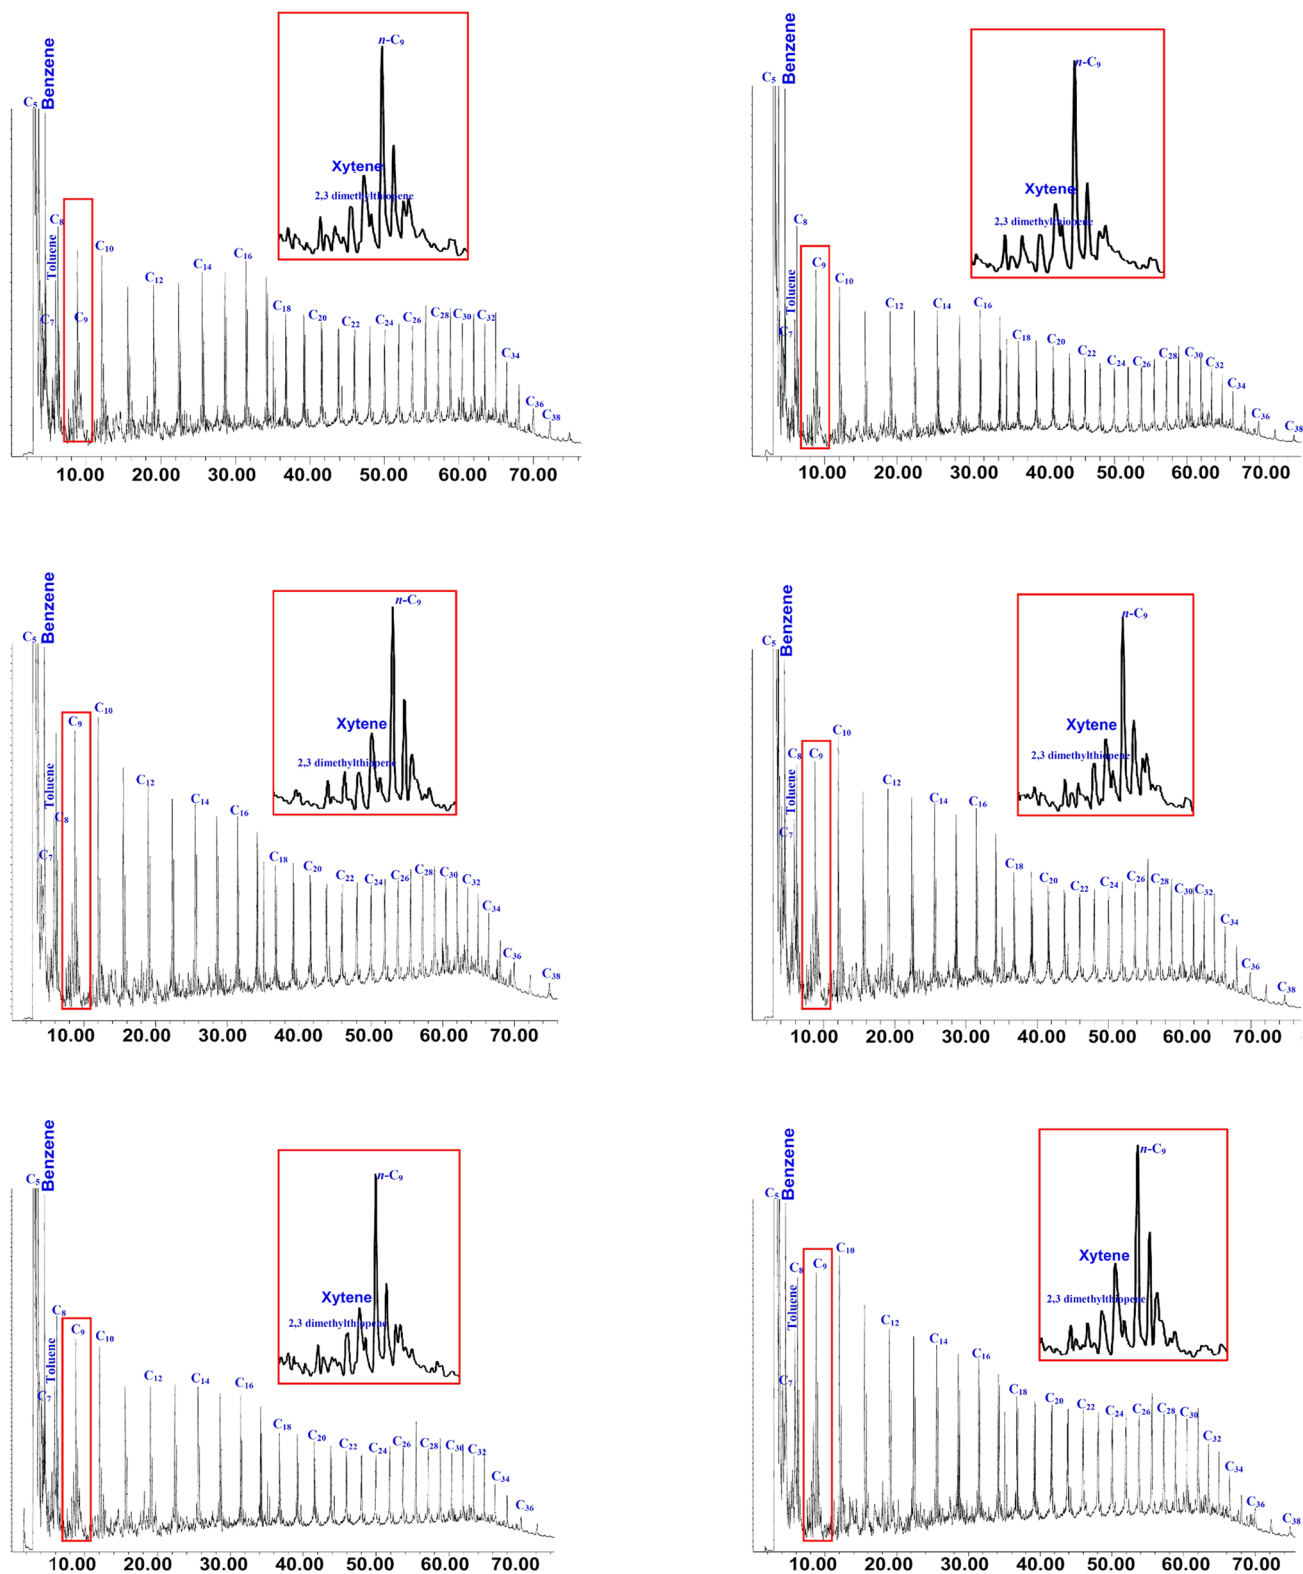 n-C9
Benzene
C5
Xytene
2,3 dimethylthiopene
C8
C10
Toluene
C7
C9
C12
C14
C16
C18
C20
C22
C24
C26
C28
C30
C32
C34
C36
C38
10.00 20.00 30.00 40.00 50.00 60.00 70.00
n-C9
Benzene
C5
Xytene
2,3 dimethylthiopene
C8
Toluene
C7
C9
C10
C12
C14
C16
C18
C20
C22
C24
C26
C28
C30
C32
C34
C36
C38
10.00 20.00 30.00 40.00 50.00 60.00 70.00
n-C9
Benzene
C5
Xytene
2,3 dimethylthiopene
C9
C10
Toluene
C8
C7
C12
C14
C16
C18
C20
C22
C24
C26
C28
C30
C32
C34
C36
C38
10.00 20.00 30.00 40.00 50.00 60.00 70.00
n-C9
Benzene
C5
Xytene
2,3 dimethylthiopene
C8
C9
C10
Toluene
C7
C12
C14
C16
C18
C20
C22
C24
C26
C28
C30
C32
C34
C36
C38
10.00 20.00 30.00 40.00 50.00 60.00 70.00
n-C9
Benzene
C5
Xytene
2,3 dimethylthiopene
C8
C9
C10
Toluene
C7
C12
C14
C16
C18
C20
C22
C24
C26
C28
C30
C32
C34
C36
10.00 20.00 30.00 40.00 50.00 60.00 70.00
n-C9
Benzene
C5
Xytene
2,3 dimethylthiopene
C8
C9
C10
Toluene
C7
C12
C14
C16
C18
C20
C22
C24
C26
C28
C30
C32
C34
C36
C38
10.00 20.00 30.00 40.00 50.00 60.00 70.00